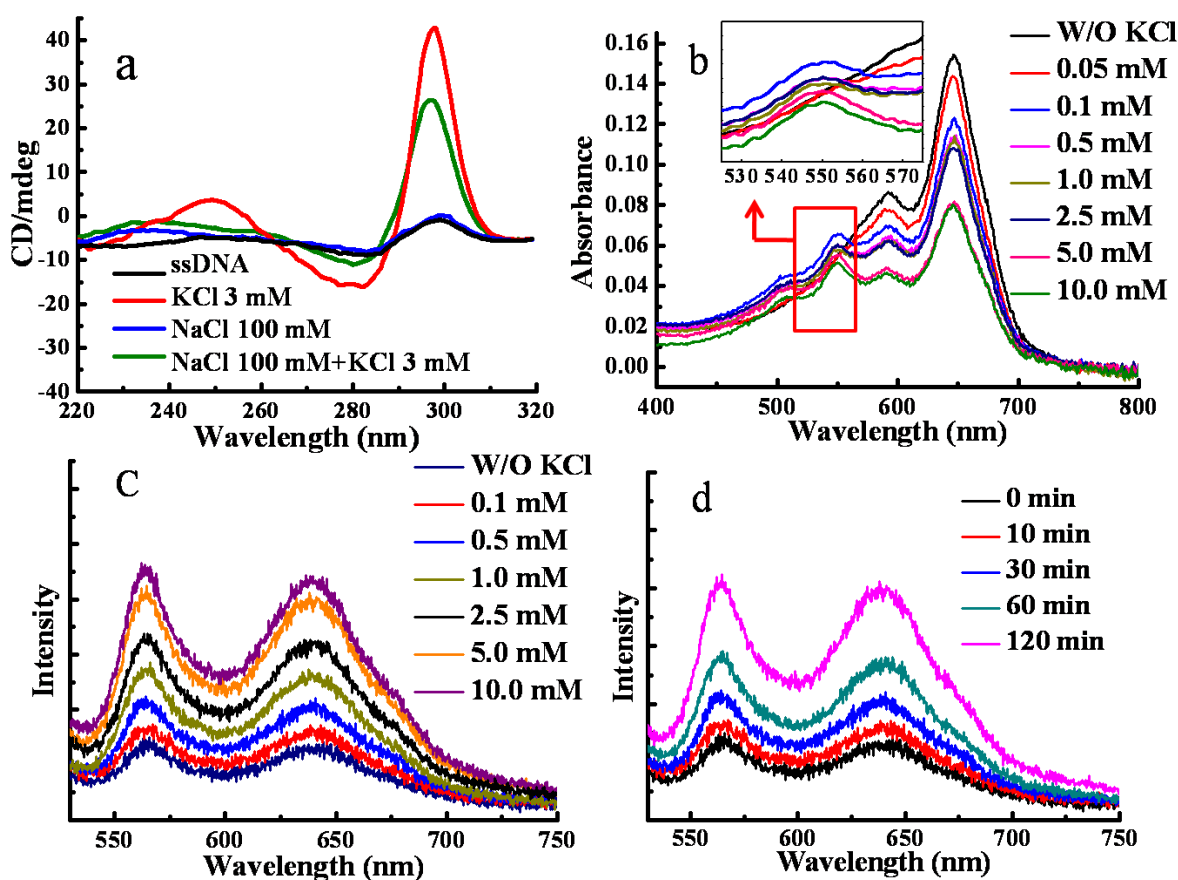 a
CD/mdeg
40
30
20
10
0
-10
-20
-30
-40
220
240
260
280
300
320
Wavelength (nm)
ssDNA
KCl 3 mM
NaCl 100 mM
NaCl 100 mM+KCl 3 mM
b
Absorbance
0.16
0.14
0.12
0.10
0.08
0.06
0.04
0.02
0.00
400
500
600
700
800
Wavelength (nm)
530 540 550 560 570
W/O KCl
0.05 mM
0.1 mM
0.5 mM
1.0 mM
2.5 mM
5.0 mM
10.0 mM
C
Intensity
550
600
650
700
750
Wavelength (nm)
W/O KCl
0.1 mM
0.5 mM
1.0 mM
2.5 mM
5.0 mM
10.0 mM
d
Intensity
550
600
650
700
750
Wavelength (nm)
0 min
10 min
30 min
60 min
120 min